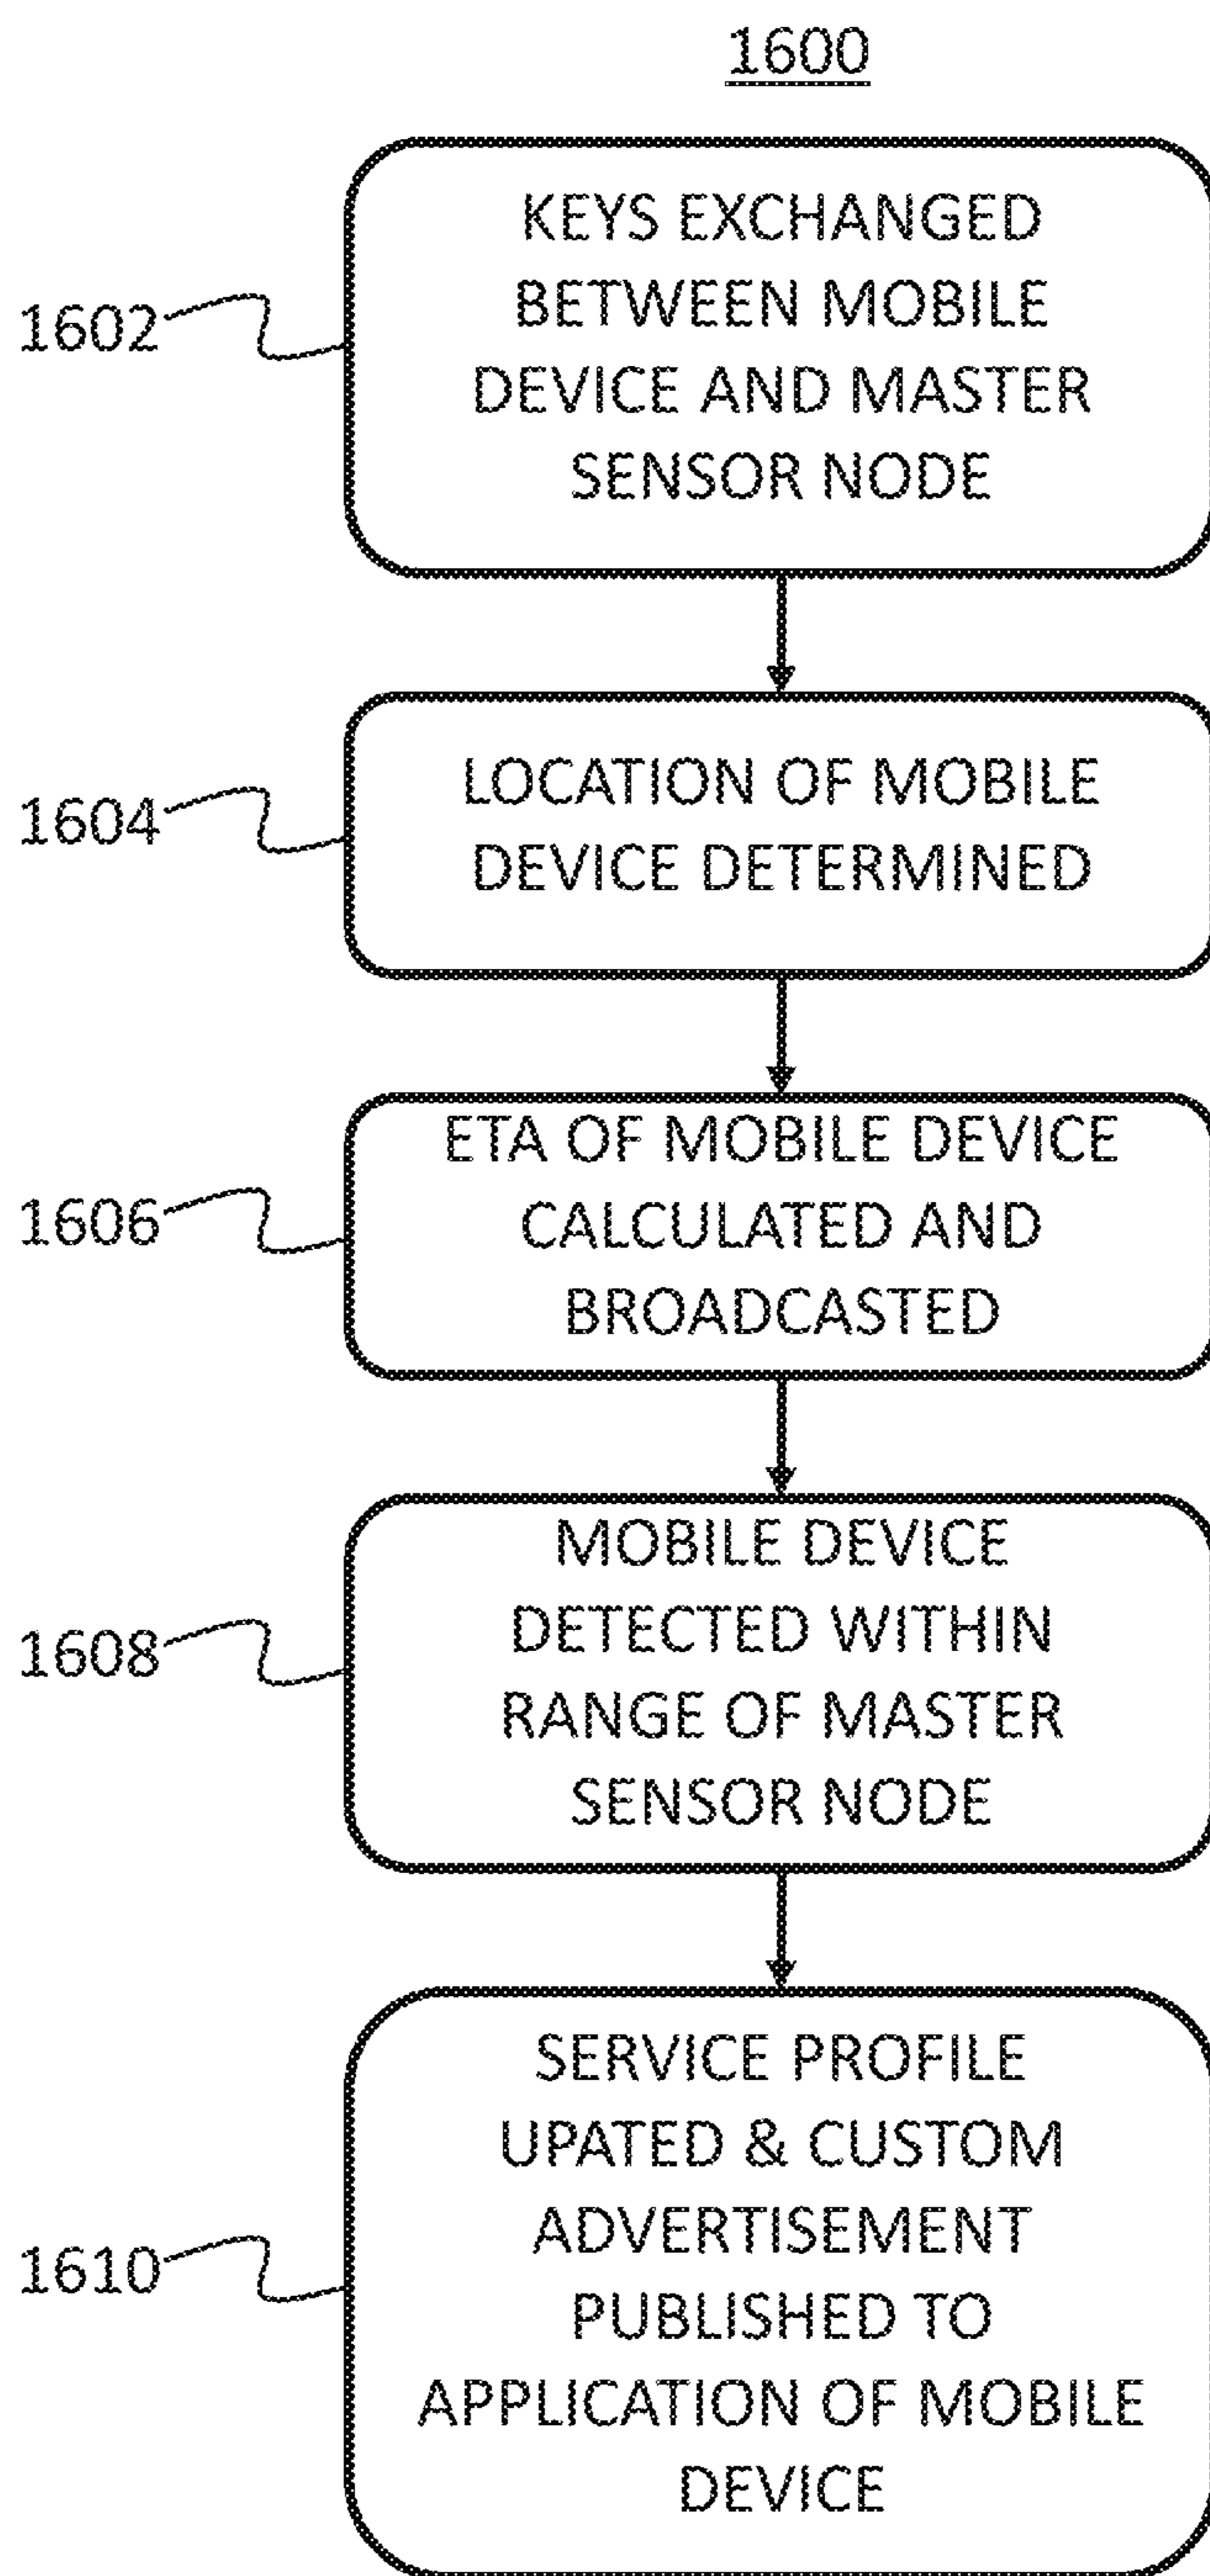 1600
KEYS EXCHANGED
BETWEEN MOBILE
DEVICE AND MASTER
SENSOR NODE
1602
LOCATION OF MOBILE
DEVICE DETERMINED
1604
ETA OF MOBILE DEVICE
CALCULATED AND
BROADCASTED
1606
MOBILE DEVICE
DETECTED WITHIN
RANGE OF MASTER
SENSOR NODE
1608
SERVICE PROFILE
UPATED & CUSTOM
ADVERTISEMENT
PUBLISHED TO
APPLICATION OF MOBILE
DEVICE
1610